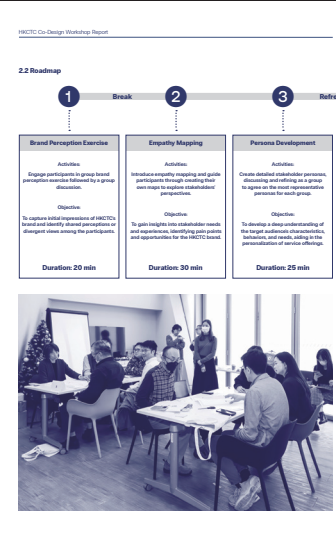 HKCTC Co-Design Workshop Report
2.2 Roadmap
1
Break
2
3
Refre
Brand Perception Exercise
Activities:
Engage participants in group brand
perception exercise followed by a group
discussion.
Objective:
To capture initial impressions of HKCTC's
brand and identify shared perceptions or
divergent views among the participants.
Duration: 20 min
Empathy Mapping
Activities:
Introduce empathy mapping and guide
participants through creating their
own maps to explore stakeholders'
perspectives.
Objective:
To gain insights into stakeholder needs
and experiences, identifying pain points
and opportunities for the HKCTC brand.
Duration: 30 min
Persona Development
Activities:
Create detailed stakeholder personas,
discussing and refining as a group
to agree on the most representative
personas for each group.
Objective:
To develop a deep understanding of
the target audience's characteristics,
behaviors, and needs, aiding in the
personalization of service offerings.
Duration: 25 min